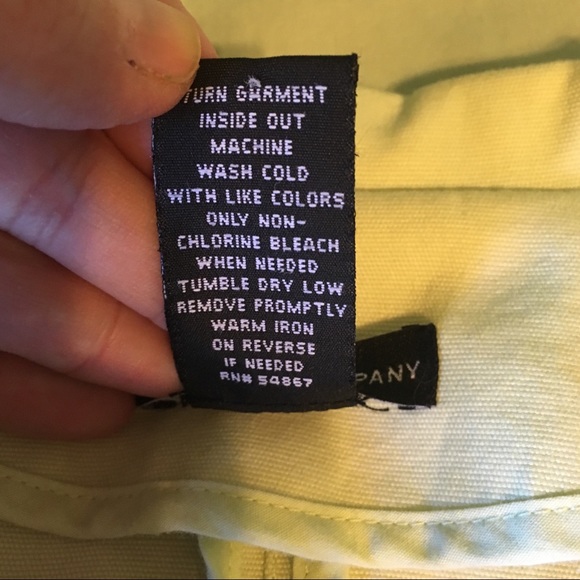 TURN GARMENT
INSIDE OUT
MACHINE
WASH COLD
WITH LIKE COLORS
ONLY NON-
CHLORINE BLEACH
WHEN NEEDED
TUMBLE DRY LOW
REMOVE PROMPTLY
WARM IRON
ON REVERSE
IF NEEDED
RN# 54867
PANY